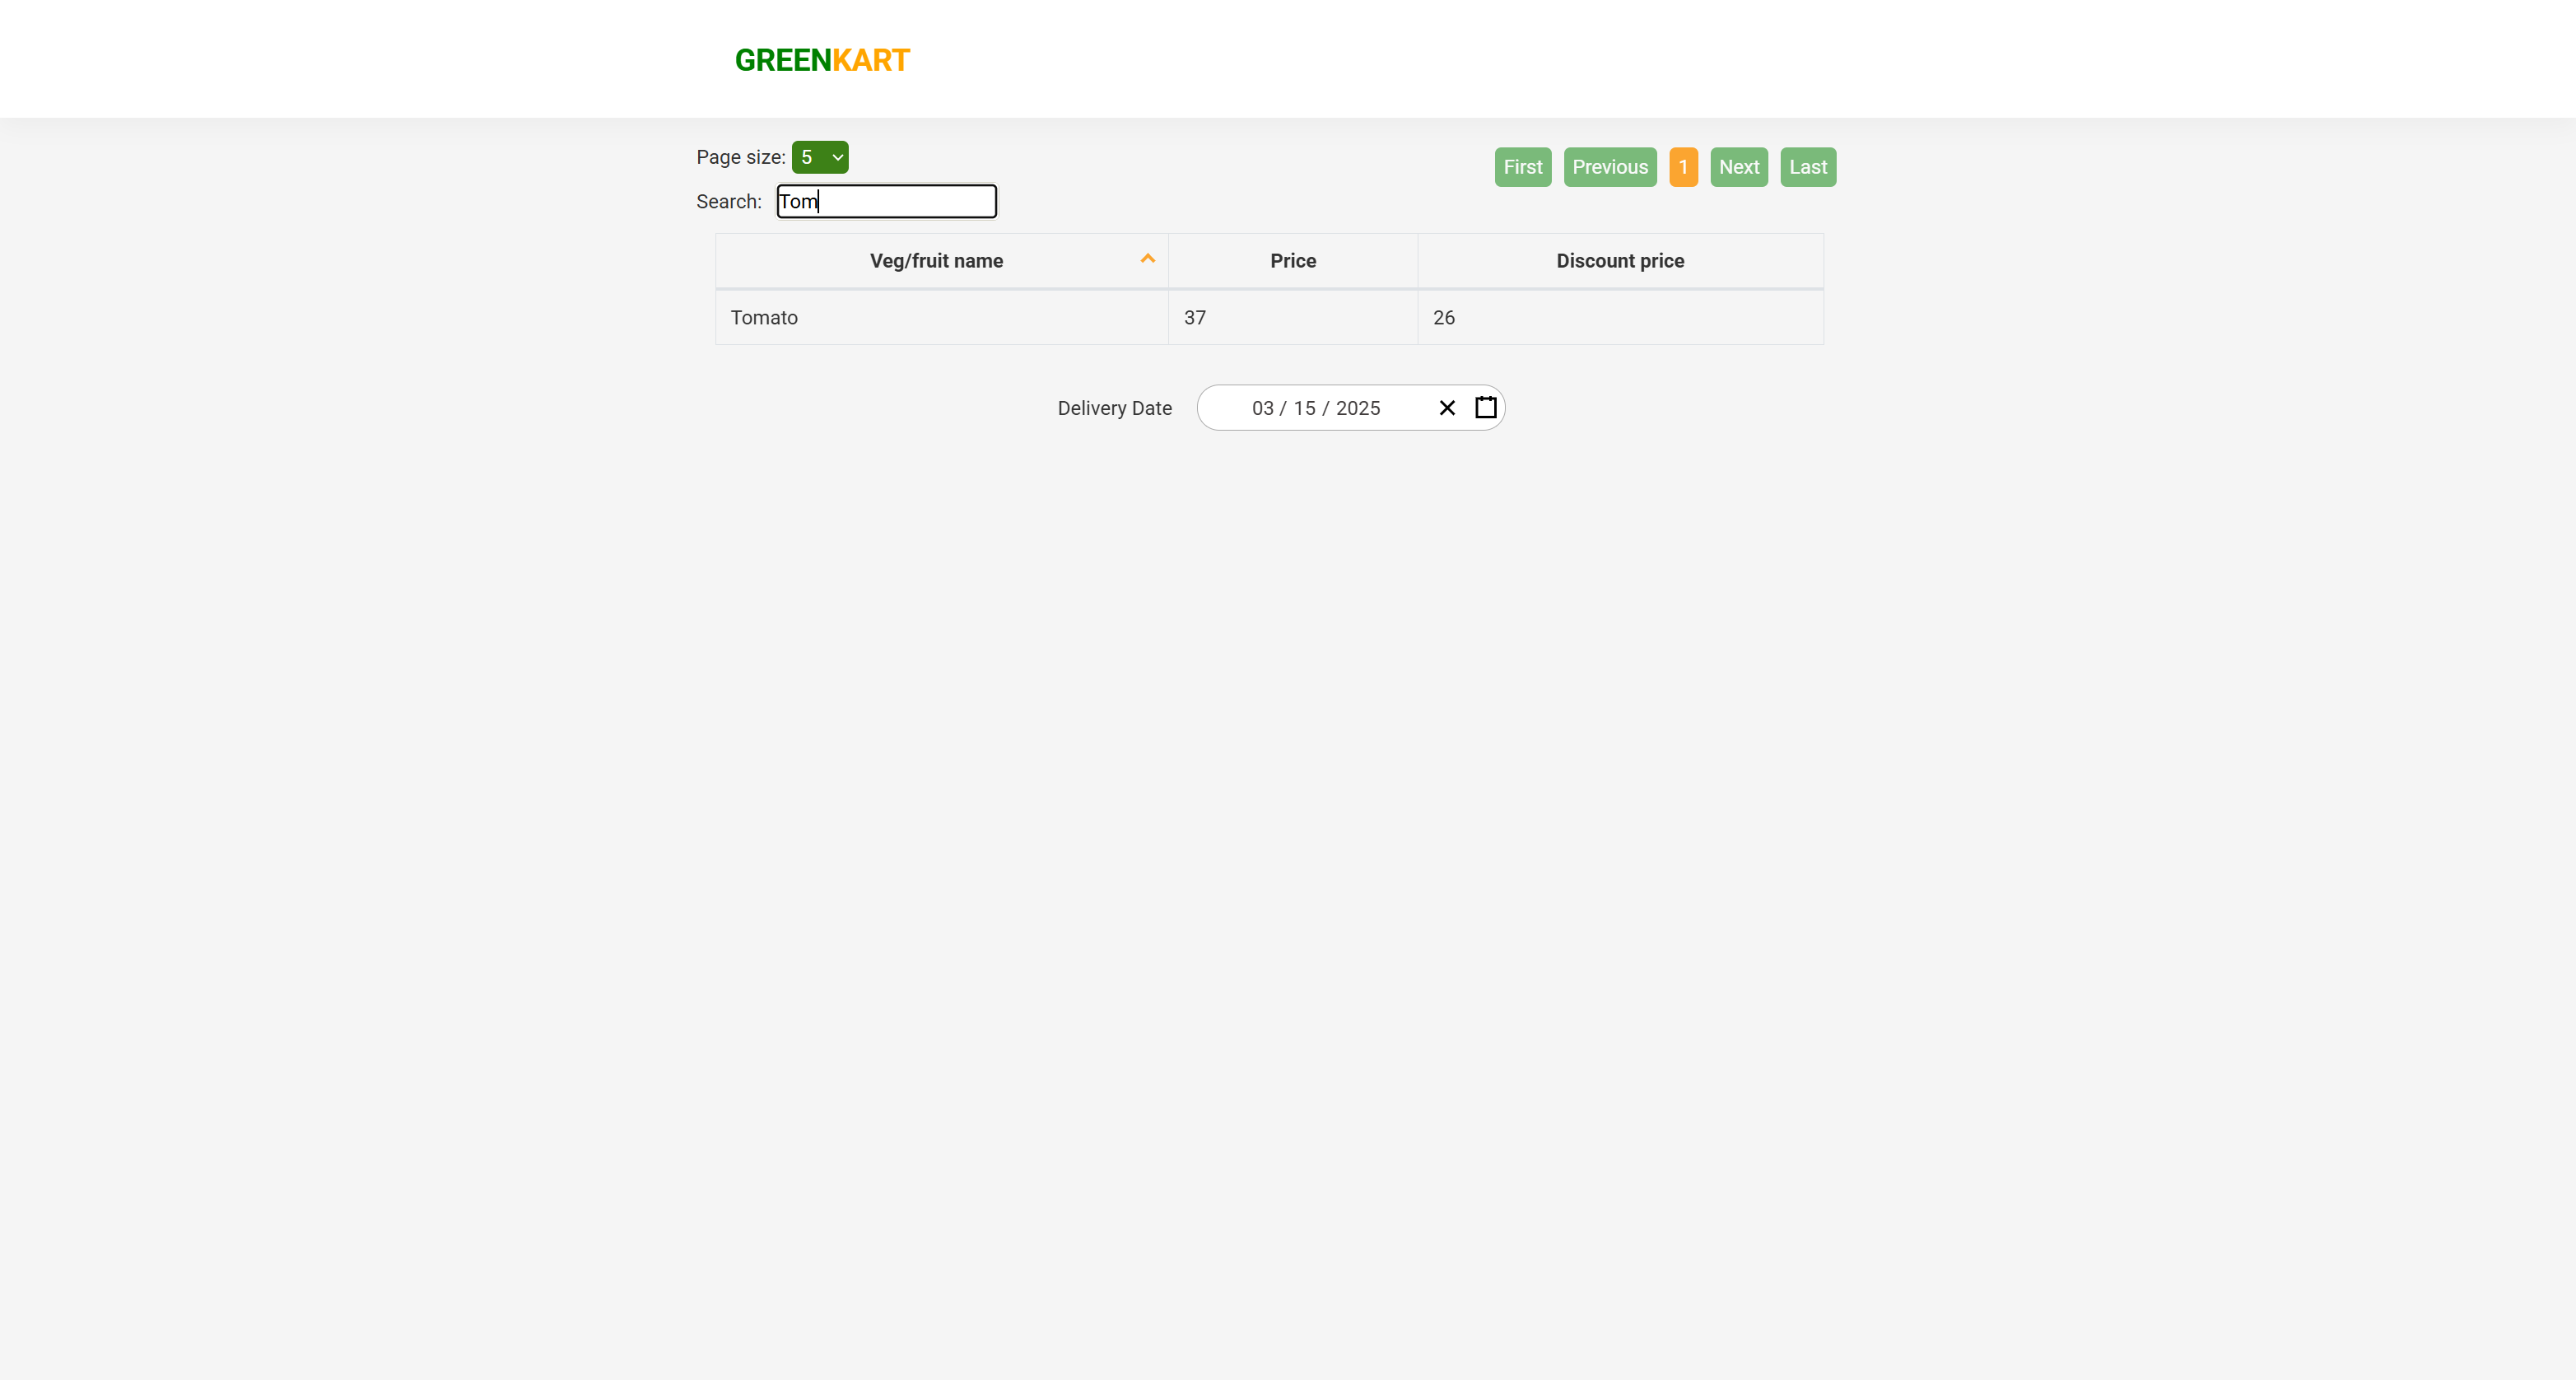 GREENKART
Page size: 5
First Previous 1 Next Last
Search: Tom
Veg/fruit name Price Discount price
Tomato 37 26
Delivery Date 03 / 15 / 2025